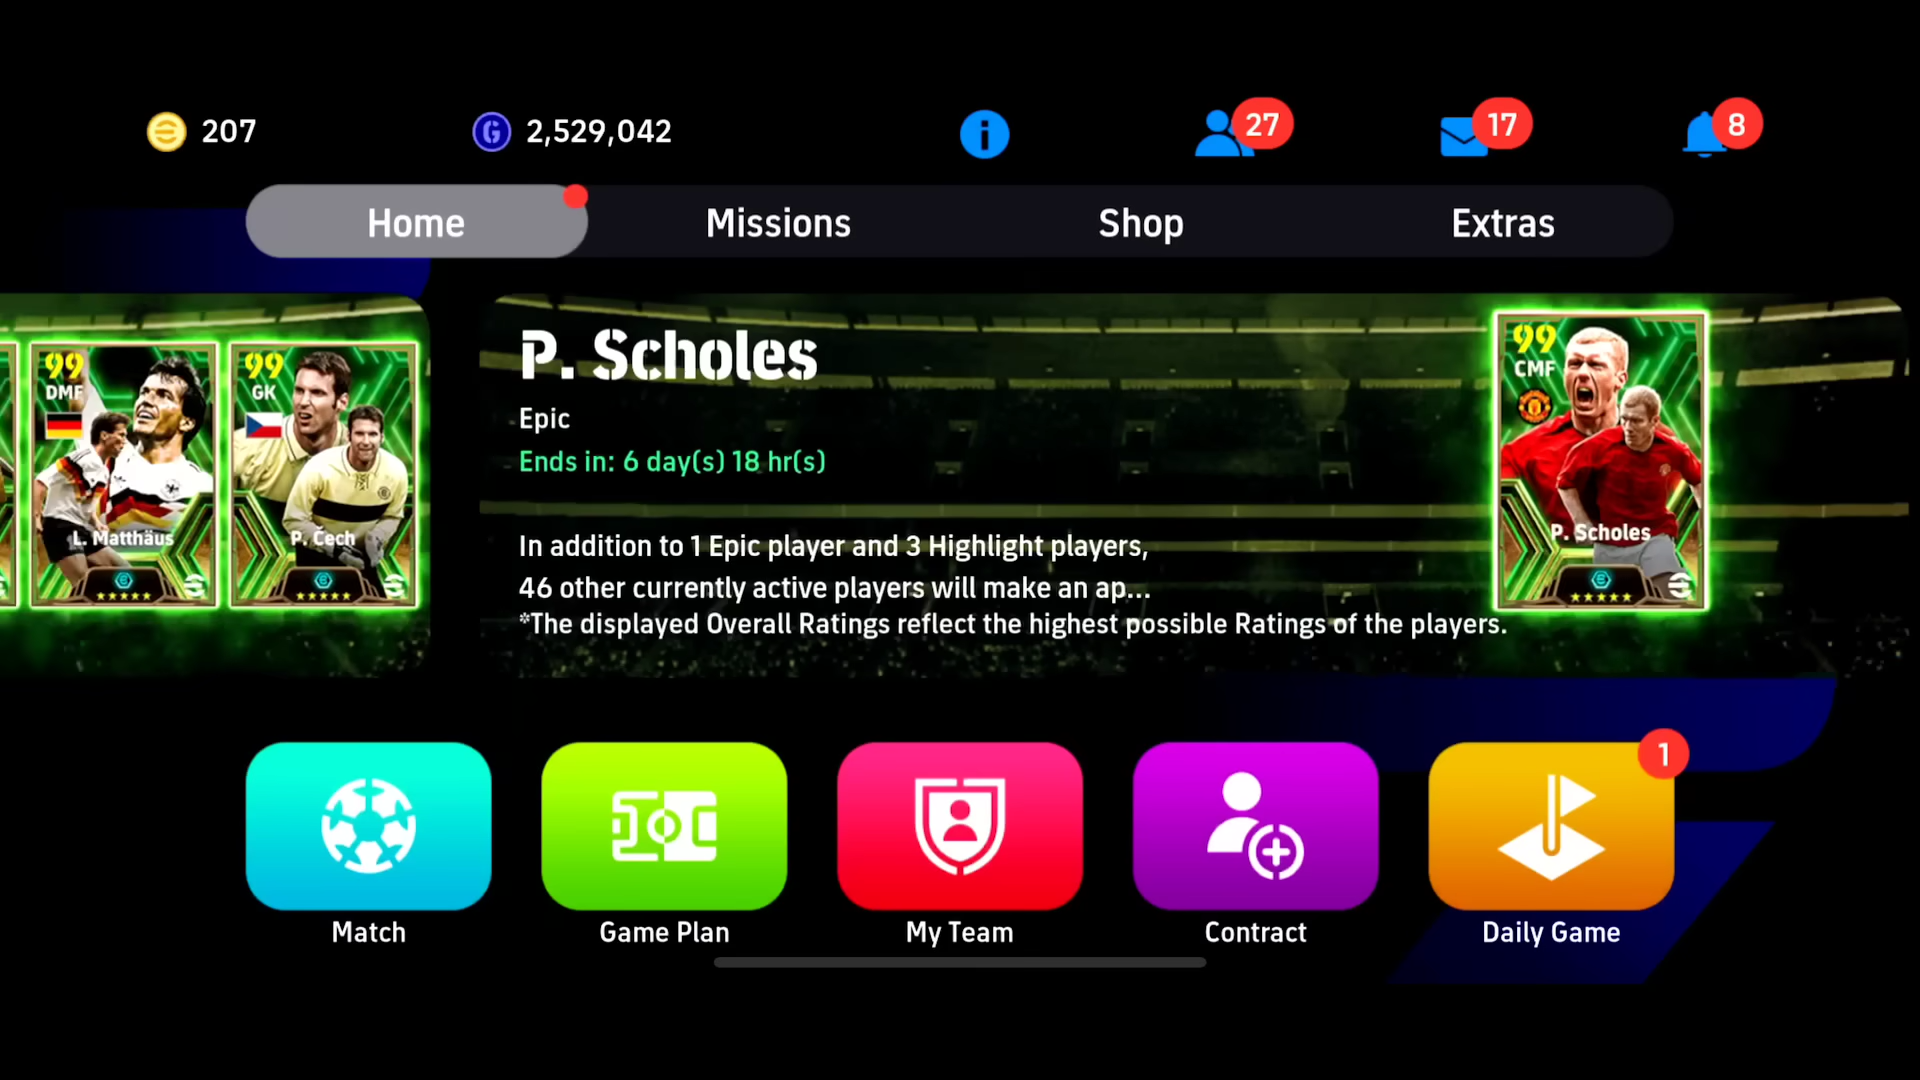 207
2,529,042
27
17
8
Home
Missions
Shop
Extras
99
DMF
L. Matthäus
99
GK
P. Čech
P. Scholes
Epic
Ends in: 6 day(s) 18 hr(s)
In addition to 1 Epic player and 3 Highlight players,
46 other currently active players will make an ap...
*The displayed Overall Ratings reflect the highest possible Ratings of the players.
99
CMF
P. Scholes
1
Match
Game Plan
My Team
Contract
Daily Game